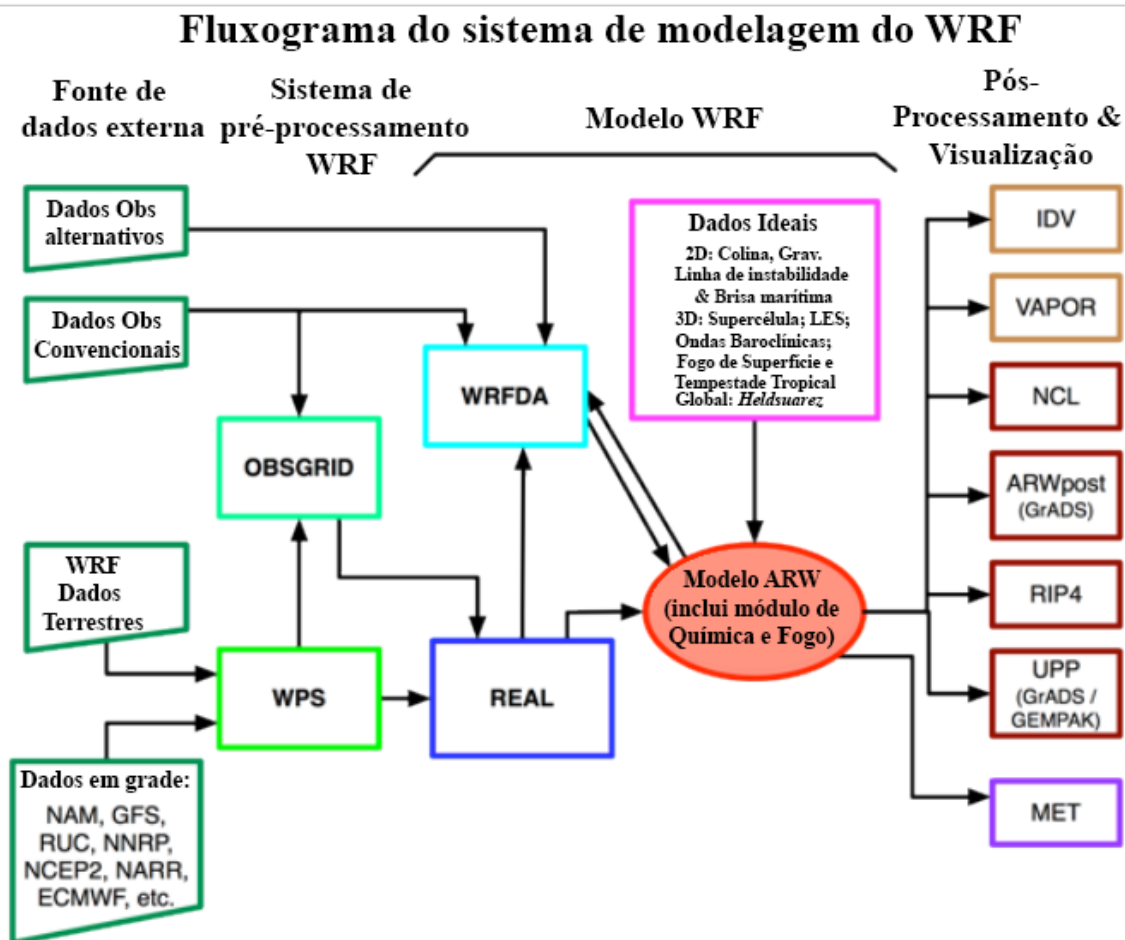 Fluxograma do sistema de modelagem do WRF
Fonte de
dados externa
Sistema de
pré-processamento
WRF
Modelo WRF
Pós-
Processamento &
Visualização
Dados Obs
alternativos
Dados Obs
Convencionais
WRF
Dados
Terrestres
Dados em grade:
NAM, GFS,
RUC, NNRP,
NCEP2, NARR,
ECMWF, etc.
OBSGRID
WPS
WRFDA
REAL
Dados Ideais
2D: Colina, Grav.
Linha de instabilidade
& Brisa marítima
3D: Supercélula; LES;
Ondas Baroclínicas;
Fogo de Superfície e
Tempestade Tropical
Global: Heldsuarez
Modelo ARW
(inclui módulo de
Química e Fogo)
IDV
VAPOR
NCL
ARWpost
(GrADS)
RIP4
UPP
(GrADS /
GEMPAK)
MET